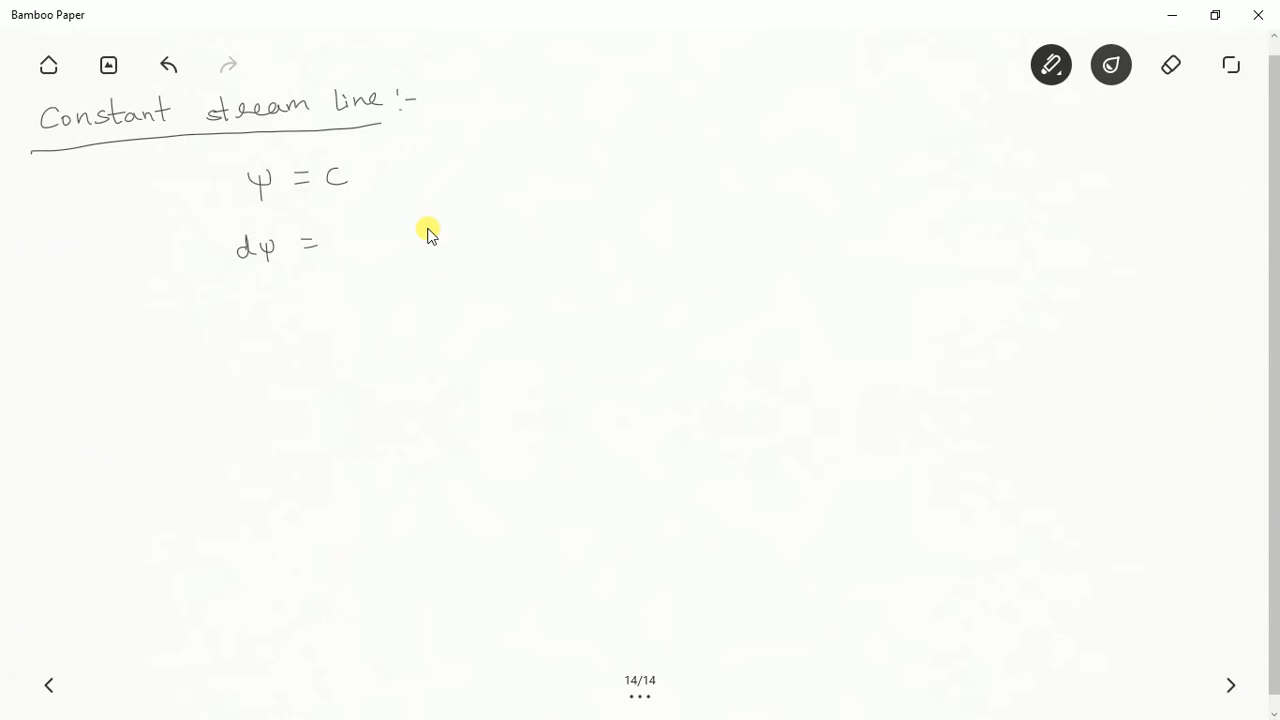 Bamboo Paper
Constant stream line :-
ψ = c
dψ =
14/14